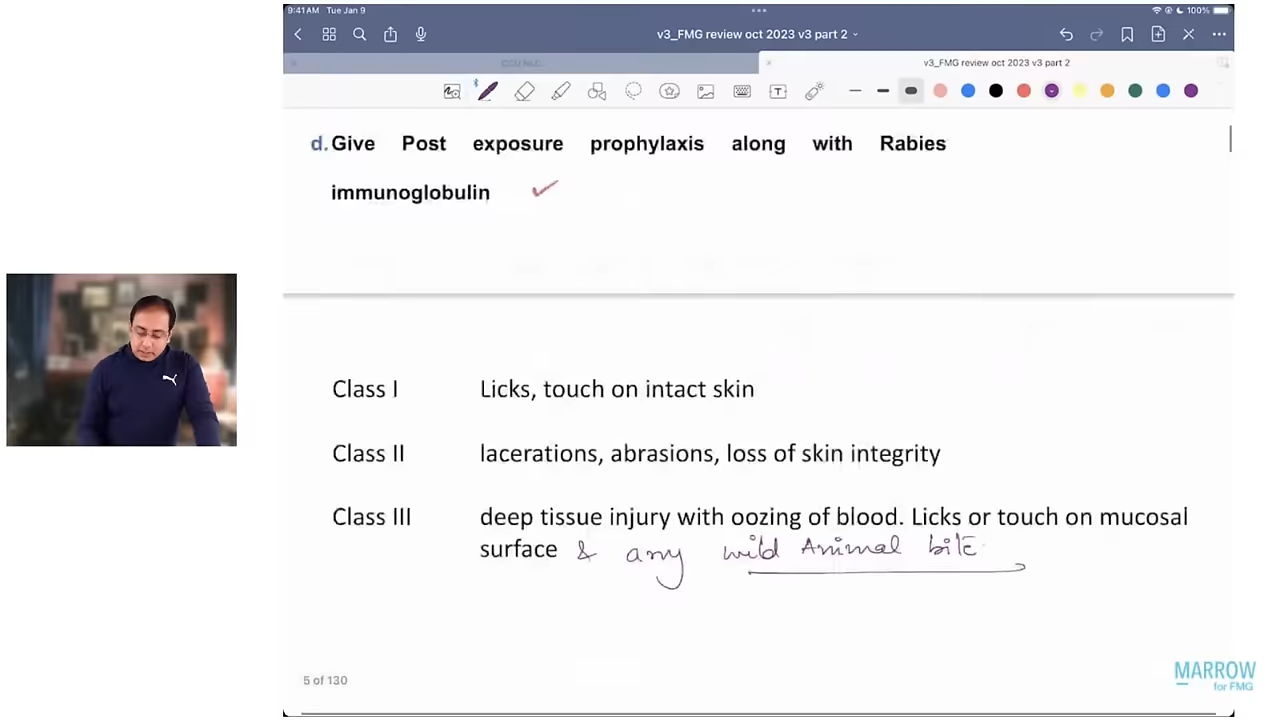 9:41 AM Tue Jan 9
100%
v3_FMG review oct 2023 v3 part 2
v3_FMG review oct 2023 v3 part 2
T
d. Give Post exposure prophylaxis along with Rabies
immunoglobulin
Class I Licks, touch on intact skin
Class II lacerations, abrasions, loss of skin integrity
Class III deep tissue injury with oozing of blood. Licks or touch on mucosal
surface & any wild Animal bite
5 of 130
MARROW
for FMG